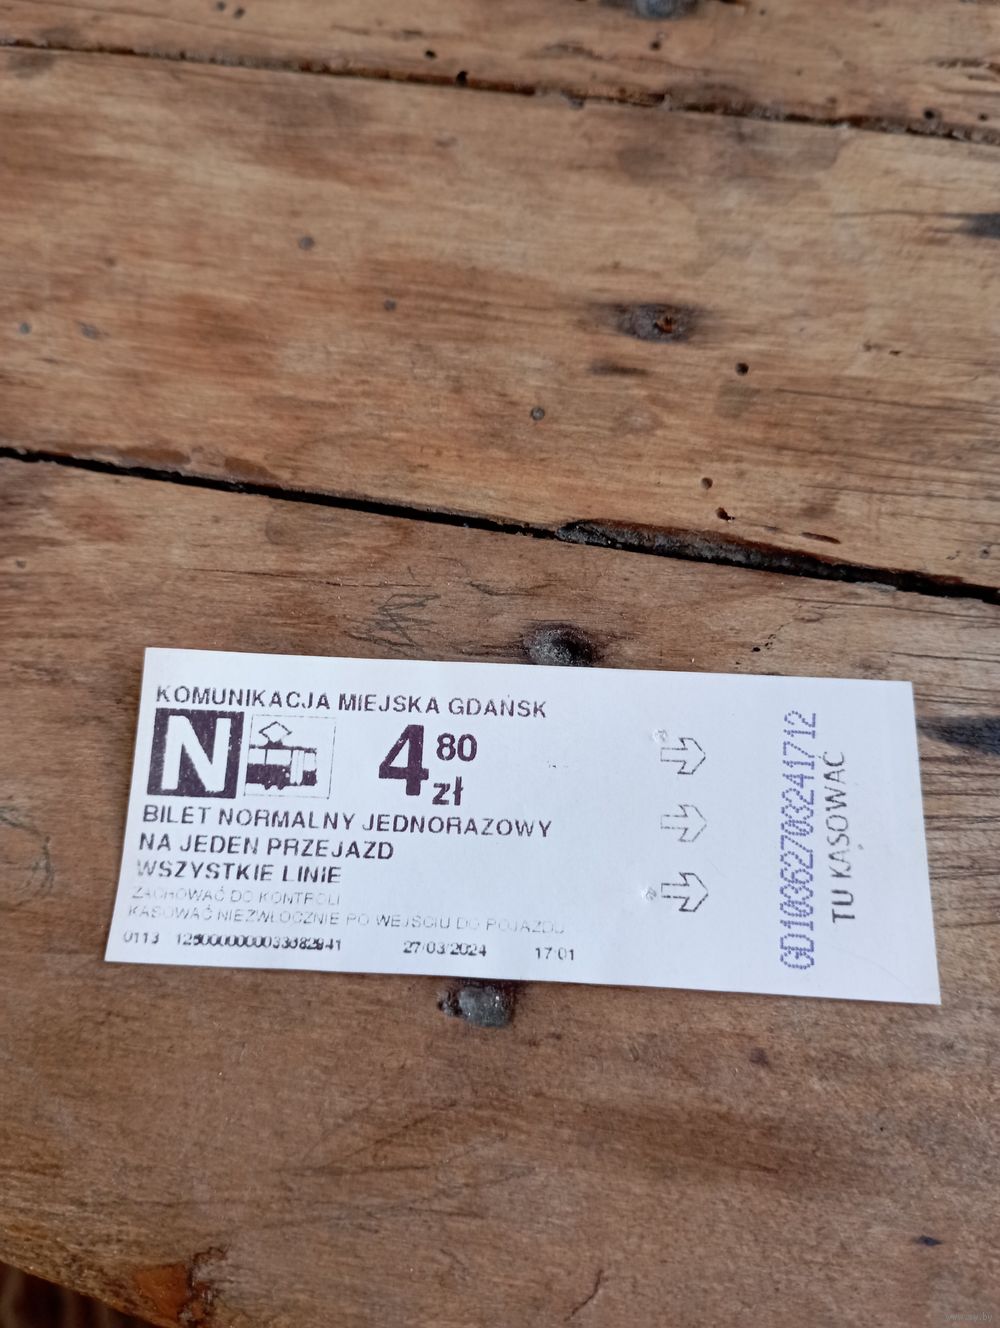 KOMUNIKACJA MIEJSKA GDAŃSK
N
4 80 zł
BILET NORMALNY JEDNORAZOWY
NA JEDEN PRZEJAZD
WSZYSTKIE LINIE
ZACHOWAĆ DO KONTROLI
KASOWAĆ NIEZWŁOCZNIE PO WEJŚCIU DO POJAZDU
0113 27/03/2024 17:01
GD10362703241712
TU KASOWAĆ